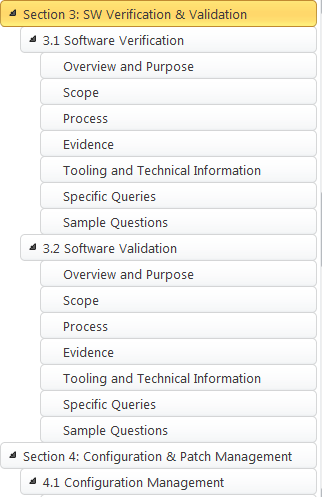 Section 3: SW Verification & Validation
3.1 Software Verification
Overview and Purpose
Scope
Process
Evidence
Tooling and Technical Information
Specific Queries
Sample Questions
3.2 Software Validation
Overview and Purpose
Scope
Process
Evidence
Tooling and Technical Information
Specific Queries
Sample Questions
Section 4: Configuration & Patch Management
4.1 Configuration Management